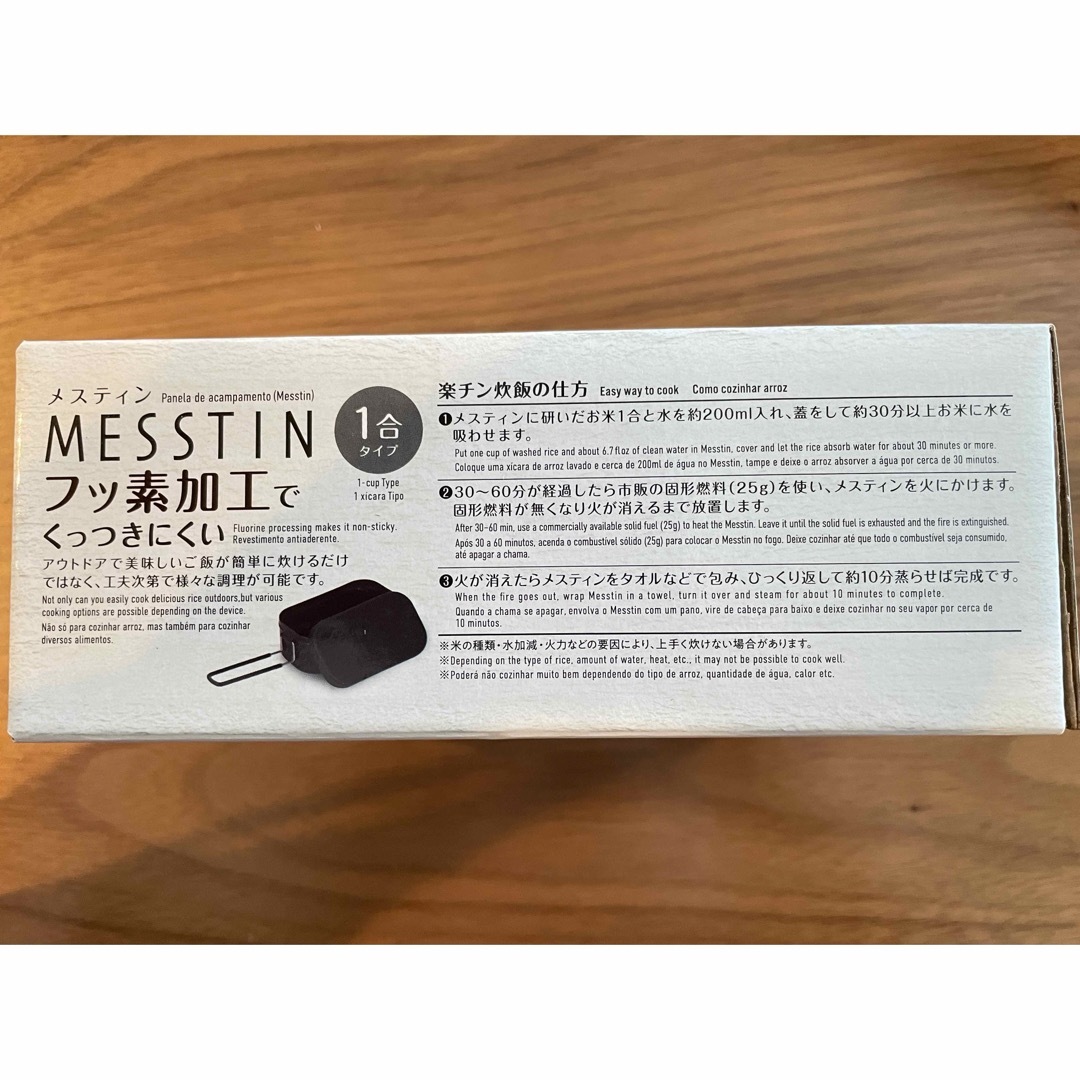 メスティン Panela de acampamento (Messtin)
MESSTIN
1合
タイプ
1-cup Type
1 xicara Tipo
フッ素加工で
くっつきにくい Fluorine processing makes it non-sticky.
Revestimento antiaderente.
アウトドアで美味しいご飯が簡単に炊けるだけ
ではなく、工夫次第で様々な調理が可能です。
Not only can you easily cook delicious rice outdoors,but various
cooking options are possible depending on the device.
Não só para cozinhar arroz, mas também para cozinhar
diversos alimentos.
楽チン炊飯の仕方 Easy way to cook Como cozinhar arroz
❶メスティンに研いだお米1合と水を約200ml入れ、蓋をして約30分以上お米に水を
吸わせます。
Put one cup of washed rice and about 6.7 fl oz of clean water in Messtin, cover and let the rice absorb water for about 30 minutes or more.
Coloque uma xícara de arroz lavado e cerca de 200ml de água no Messtin, tampe e deixe o arroz absorver a água por cerca de 30 minutos.
❷30〜60分が経過したら市販の固形燃料(25g)を使い、メスティンを火にかけます。
固形燃料が無くなり火が消えるまで放置します。
After 30-60 min, use a commercially available solid fuel (25g) to heat the Messtin. Leave it until the solid fuel is exhausted and the fire is extinguished.
Após 30 a 60 minutos, acenda o combustível sólido (25g) para colocar o Messtin no fogo. Deixe cozinhar até que todo o combustível seja consumido,
até apagar a chama.
❸火が消えたらメスティンをタオルなどで包み、ひっくり返して約10分蒸らせば完成です。
When the fire goes out, wrap Messtin in a towel, turn it over and steam for about 10 minutes to complete.
Quando a chama se apagar, envolva o Messtin com um pano, vire de cabeça para baixo e deixe cozinhar no seu vapor por cerca de
10 minutos.
※米の種類・水加減・火力などの要因により、上手く炊けない場合があります。
※Depending on the type of rice, amount of water, heat, etc., it may not be possible to cook well.
※Poderá não cozinhar muito bem dependendo do tipo de arroz, quantidade de água, calor etc.